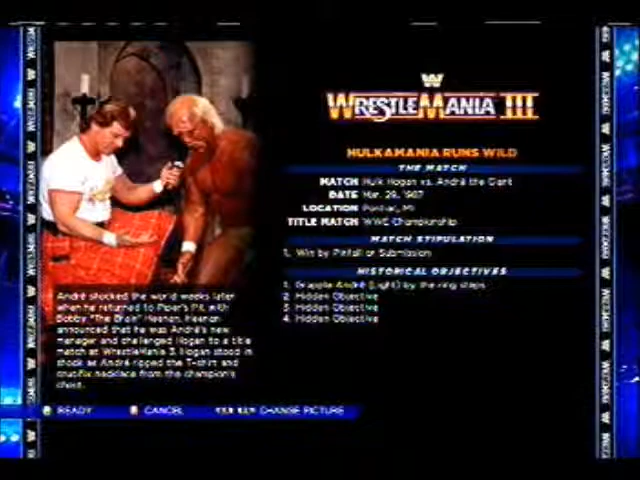 WRESTLEMANIA III
HULKAMANIA RUNS WILD
THE MATCH
MATCH Hulk Hogan vs. André the Giant
DATE Mar. 29, 1987
LOCATION Pontiac, MI
TITLE MATCH WWE Championship
MATCH STIPULATION
1. Win by Pinfall or Submission
HISTORICAL OBJECTIVES
1. Grapple André (Light) by the ring steps
2. Hidden Objective
3. Hidden Objective
4. Hidden Objective
André shocked the world weeks later
when he returned to Piper's Pit with
Bobby "The Brain" Heenan. Heenan
announced that he was André's new
manager and challenged Hogan to a title
match at WrestleMania 3. Hogan stood in
shock as André ripped the T-shirt and
crucifix necklace from the champion's
chest.
READY CANCEL CHANGE PICTURE